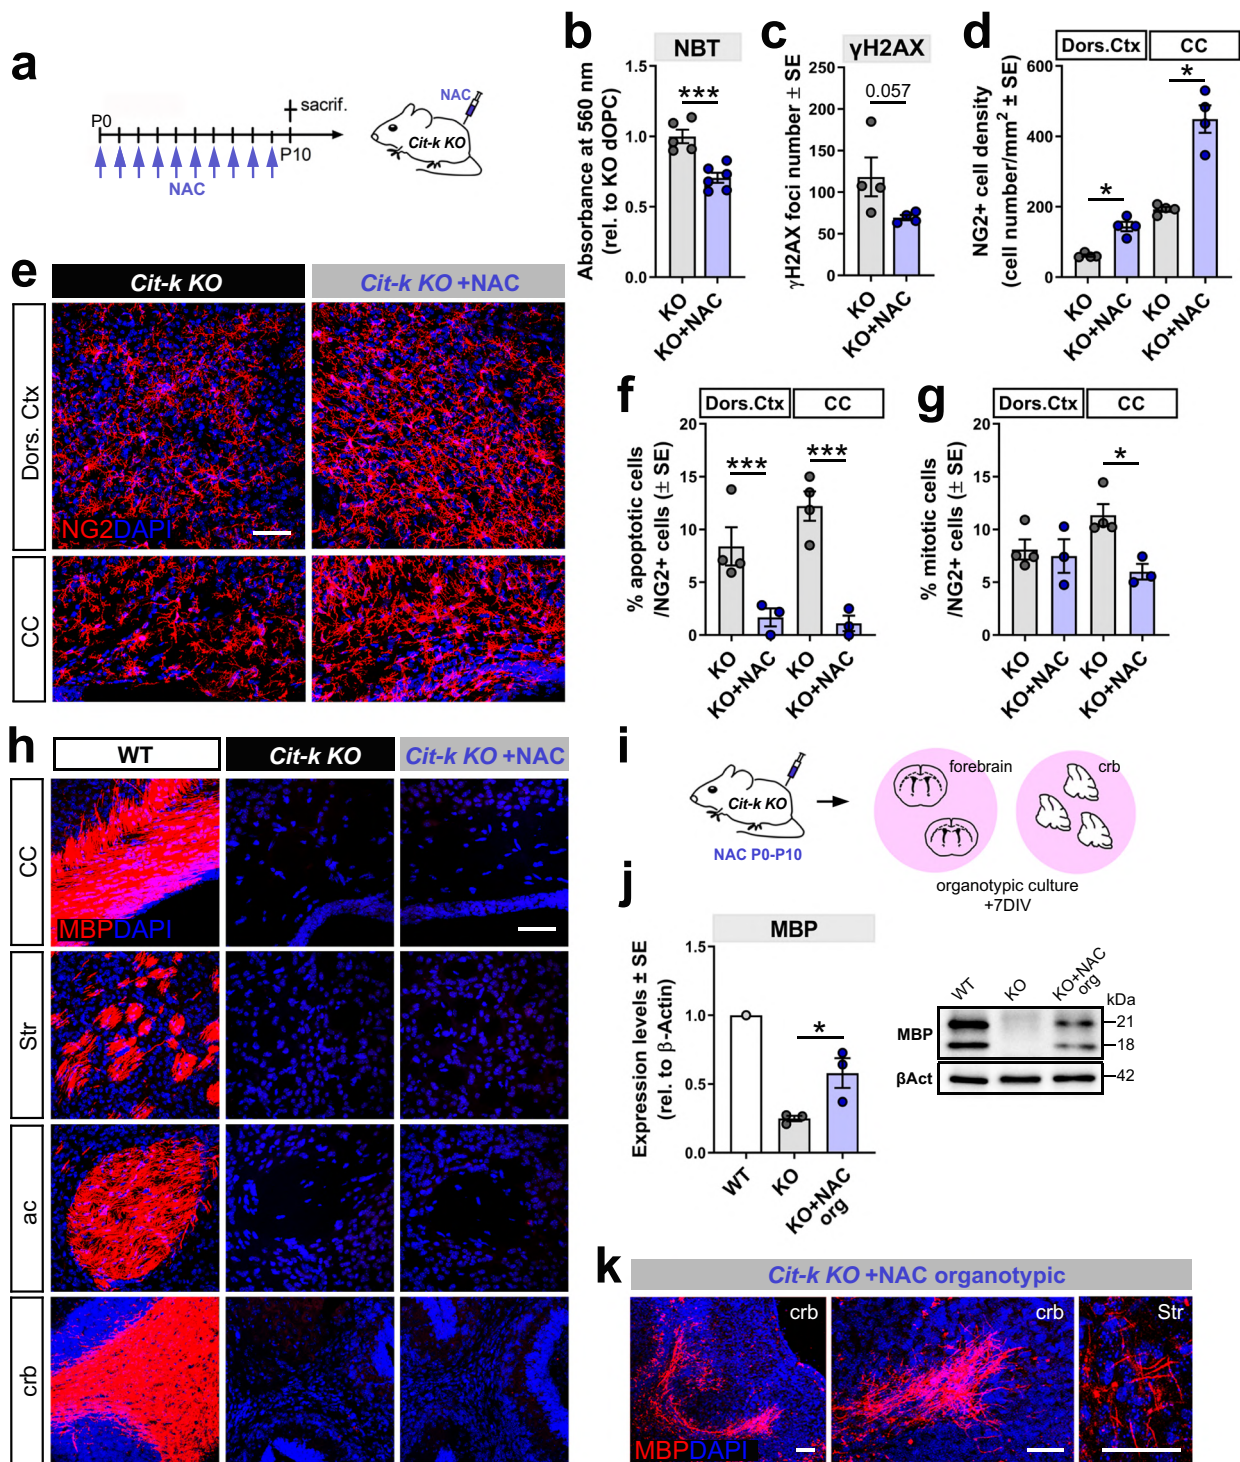 a
P0
sacrif.
P10
NAC
NAC
Cit-k KO
b
NBT
Absorbance at 560 nm
(rel. to KO dOPC)
1.5
1.0
0.5
0.0
***
KO
KO+NAC
c
γH2AX
γH2AX foci number ± SE
250
200
150
100
50
0
0.057
KO
KO+NAC
d
Dors.Ctx
CC
NG2+ cell density
(cell number/mm² ± SE)
600
400
200
0
*
*
KO
KO+NAC
KO
KO+NAC
e
Cit-k KO
Cit-k KO +NAC
Dors. Ctx
NG2DAPI
CC
f
Dors.Ctx
CC
% apoptotic cells
/NG2+ cells (± SE)
20
15
10
5
0
***
***
KO
KO+NAC
KO
KO+NAC
g
Dors.Ctx
CC
% mitotic cells
/NG2+ cells (± SE)
20
15
10
5
0
*
KO
KO+NAC
KO
KO+NAC
h
WT
Cit-k KO
Cit-k KO +NAC
CC
MBPDAPI
Str
ac
crb
i
Cit-k KO
NAC P0-P10
forebrain
crb
organotypic culture
+7DIV
j
MBP
Expression levels ± SE
(rel. to β-Actin)
1.5
1.0
0.5
0.0
*
WT
KO
KO+NAC
org
WT
KO
KO+NAC
org
kDa
MBP
21
18
βAct
42
k
Cit-k KO +NAC organotypic
crb
crb
Str
MBPDAPI